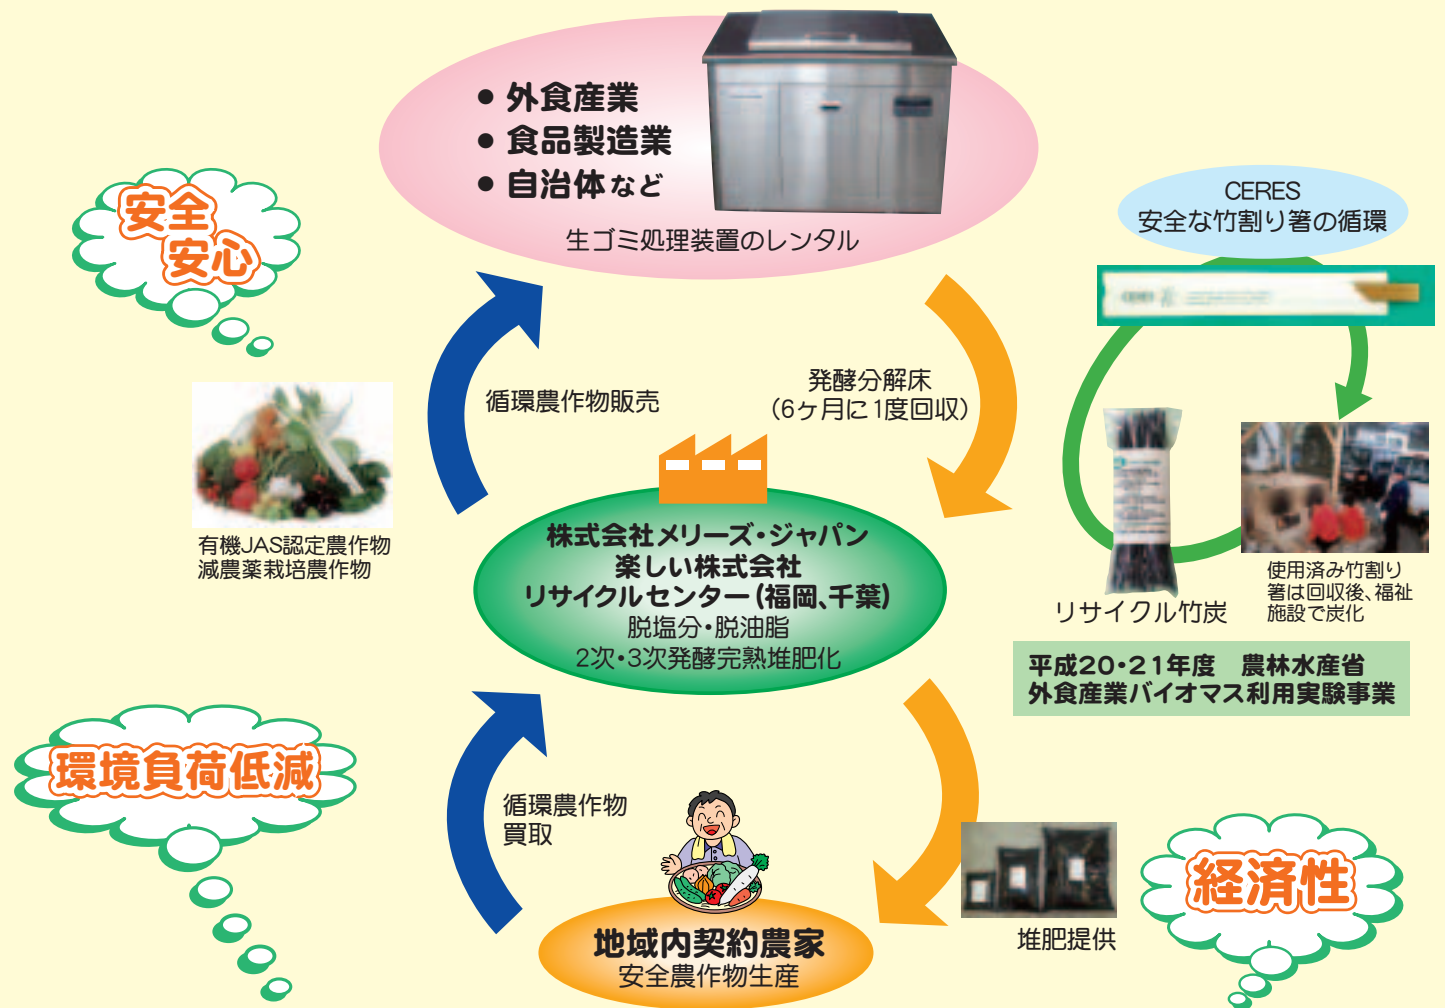 ● 外食産業
● 食品製造業
● 自治体など
生ゴミ処理装置のレンタル
安全
安心
CERES
安全な竹割り箸の循環
循環農作物販売
発酵分解床
（6ヶ月に1度回収）
有機JAS認定農作物
減農薬栽培農作物
株式会社メリーズ・ジャパン
楽しい株式会社
リサイクルセンター（福岡、千葉）
脱塩分・脱油脂
2次・3次発酵完熟堆肥化
リサイクル竹炭
使用済み竹割り
箸は回収後、福祉
施設で炭化
平成20・21年度　農林水産省
外食産業バイオマス利用実験事業
環境負荷低減
循環農作物
買取
堆肥提供
経済性
地域内契約農家
安全農作物生産